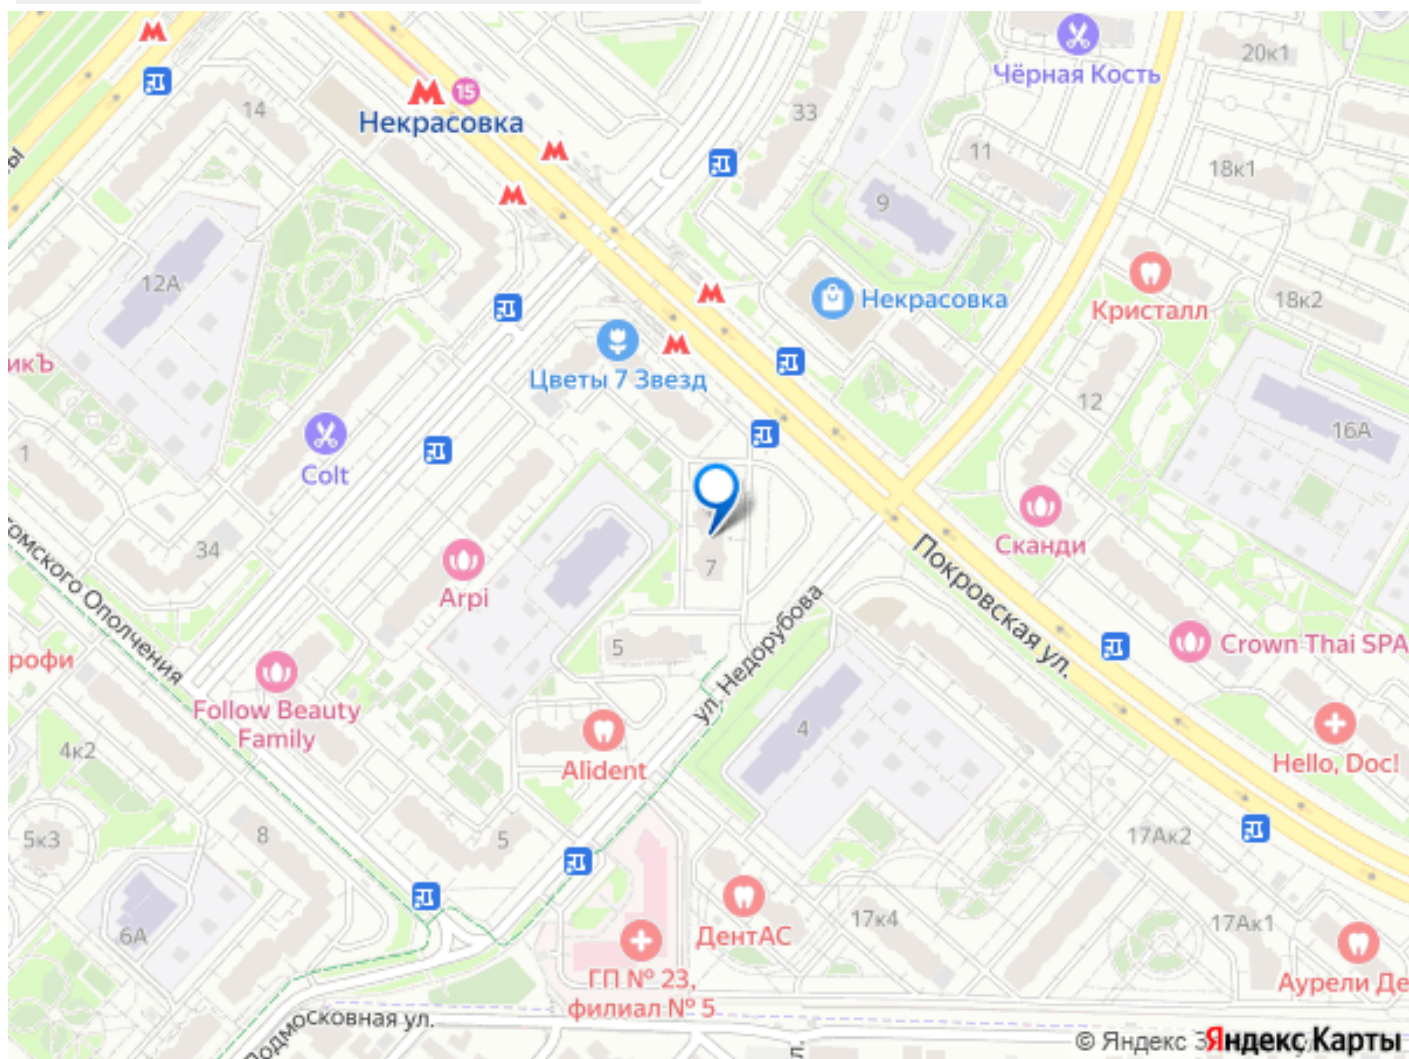 20к1
Чёрная Кость
15
14
Некрасовка
33
11
18к1
9
12А
18к2
Некрасовка
Кристалл
икЪ
Цветы 7 Звезд
12
16А
1
Colt
34
Arpi
7
Сканди
Покровская ул.
омского Ополчения
5
ул. Недорубова
Crown Thai SPA
рофи
Follow Beauty
Family
4
4к2
Alident
Hello, Doc!
5к3
8
5
17Ак2
6А
ДентАС
17к4
17Ак1
ГП № 23,
филиал № 5
Аурели Де
Подмосковная ул.
ул.
© Яндекс
Яндекс Карты